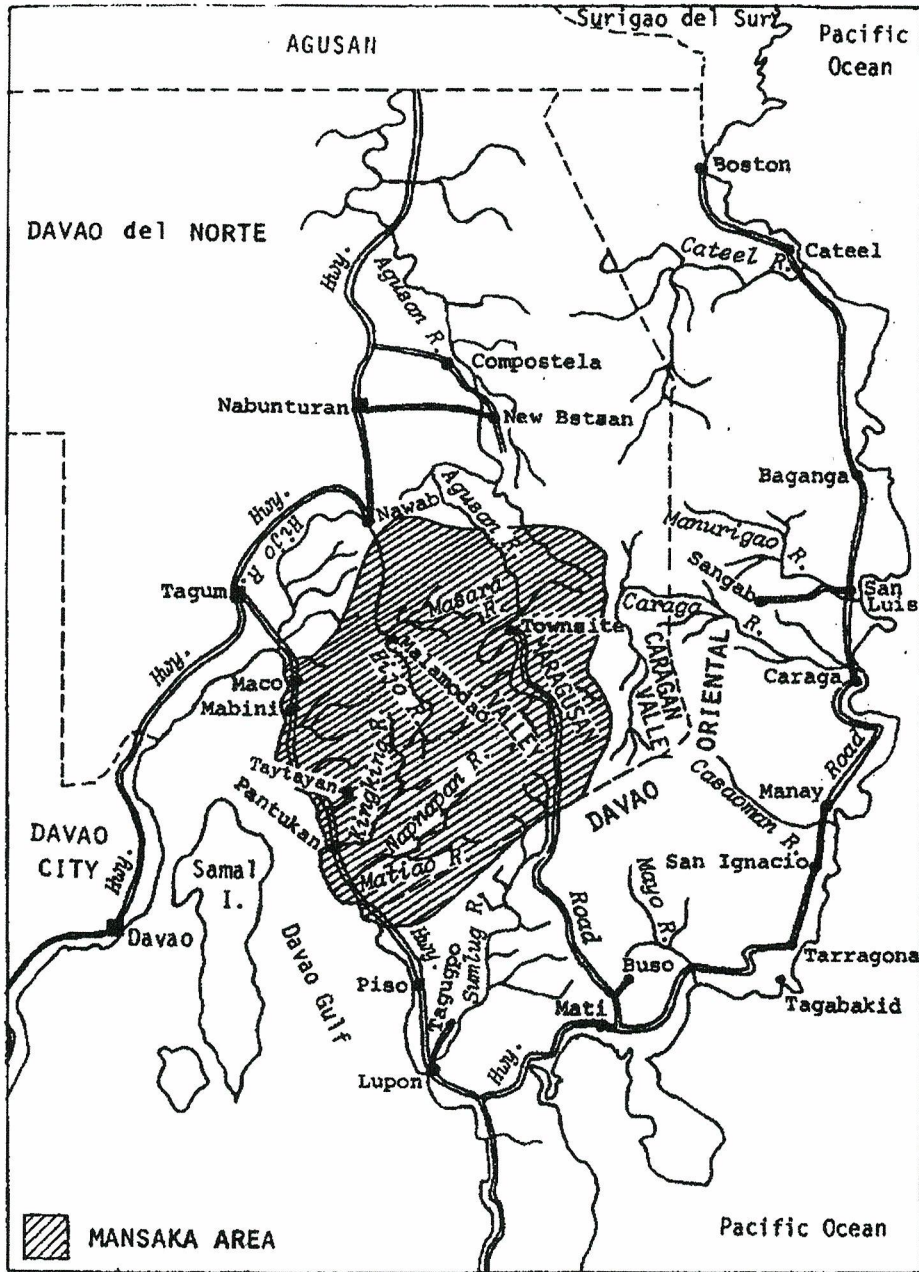 Surigao del Sur
Pacific
Ocean
AGUSAN
Boston
DAVAO del NORTE
Hwy.
Agusan R.
Cateel R.
Cateel
Compostela
Nabunturan
New Bataan
Baganga
Hwy.
Hijo R.
Nawab
Agusan R.
Manurigao R.
Sangab
San
Luis
Tagum
Masara R.
Caraga R.
Townsite
Hwy.
Maco
Mabini
Hijo R.
VALLEY
MARAGUSAN
CARAGAN
VALLEY
ORIENTAL
Caraga
Road
Taytayan
Kingking R.
Napnapan R.
Pantukan
Matiao R.
DAVAO
Casaoman R.
Manay
DAVAO
CITY
Hwy.
Samal
I.
San Ignacio
Mayo R.
Davao
Davao Gulf
Hwy.
Sumlug R.
Road
Buso
Tarragona
Piso
Tagugpo
Mati
Tagabakid
Lupon
Hwy.
MANSAKA AREA
Pacific Ocean